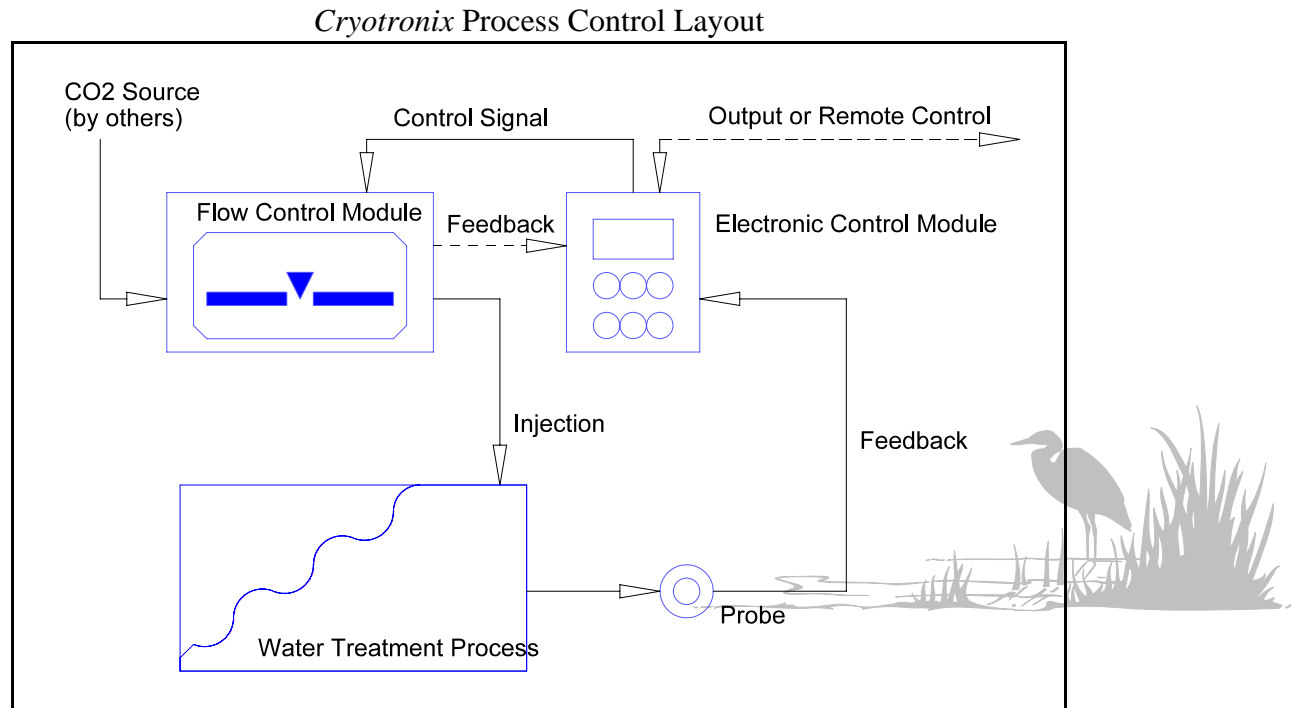 Cryotronix Process Control Layout
CO2 Source
(by others)
Control Signal
Output or Remote Control
Flow Control Module
Feedback
Electronic Control Module
Injection
Feedback
Probe
Water Treatment Process